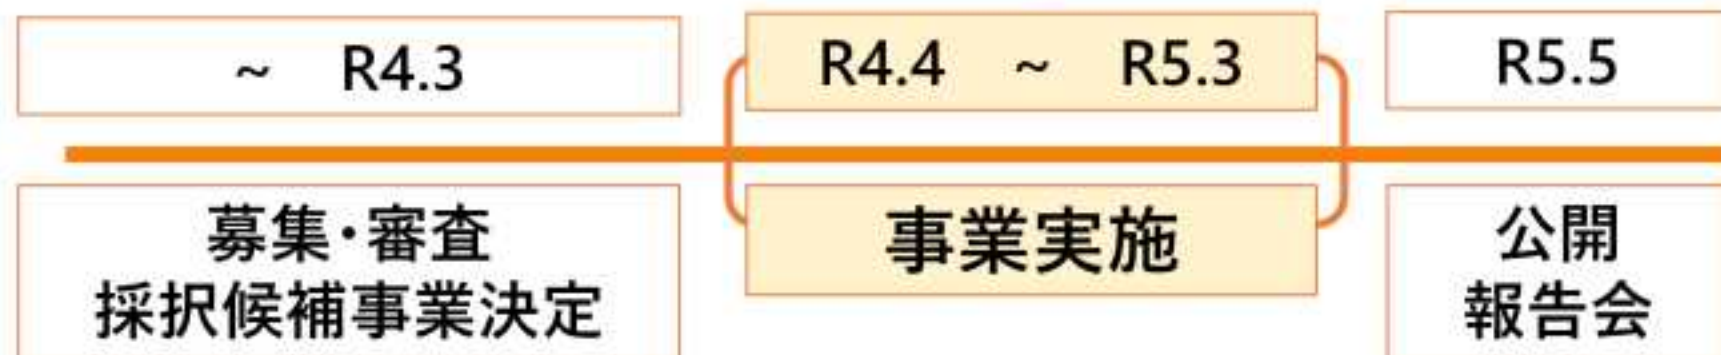 ~ R4.3
R4.4 ~ R5.3
R5.5
募集・審査
採択候補事業決定
事業実施
公開
報告会